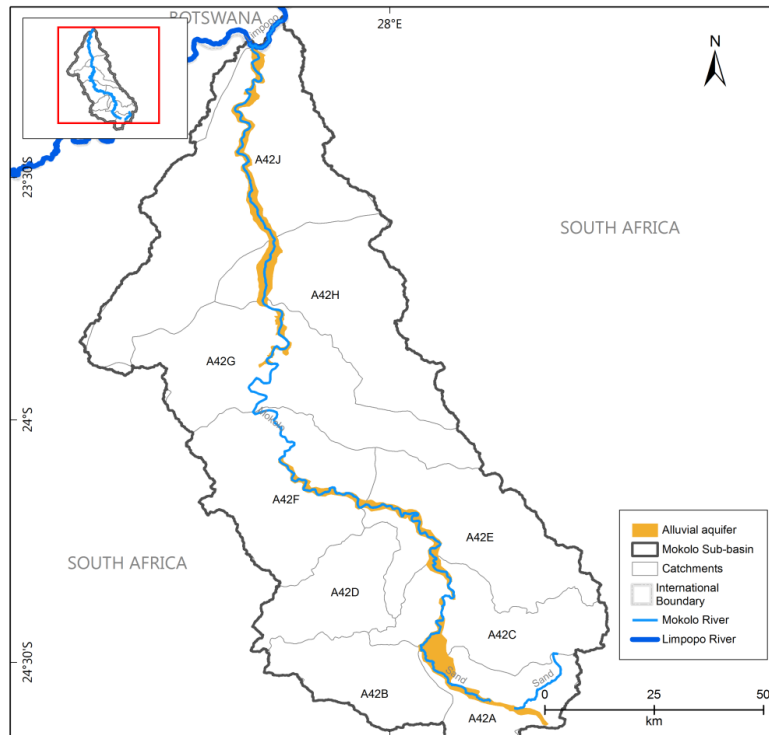 BOTSWANA
28°E
Limpopo
N
23°30'S
A42J
SOUTH AFRICA
A42H
A42G
24°S
Mokolo
A42F
A42E
SOUTH AFRICA
A42D
A42C
24°30'S
Sand
Sand
A42B
A42A
Alluvial aquifer
Mokolo Sub-basin
Catchments
International
Boundary
Mokolo River
Limpopo River
0
25
50
km